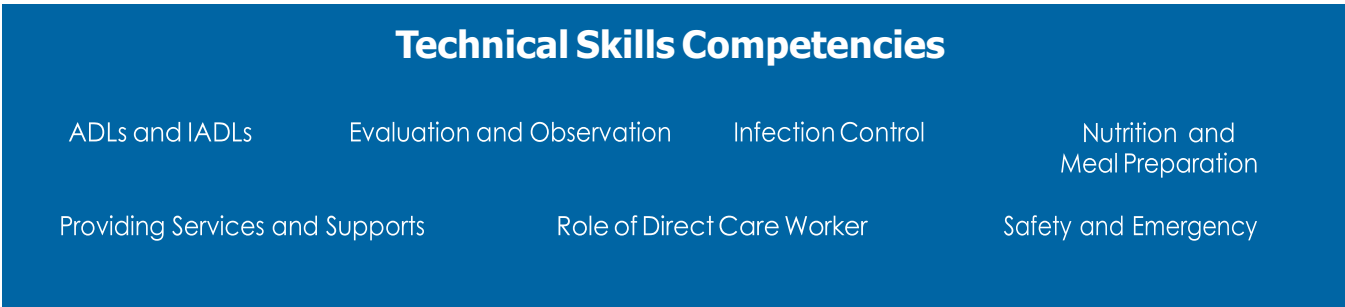 Technical Skills Competencies
ADLs and IADLs
Evaluation and Observation
Infection Control
Nutrition and
Meal Preparation
Providing Services and Supports
Role of Direct Care Worker
Safety and Emergency